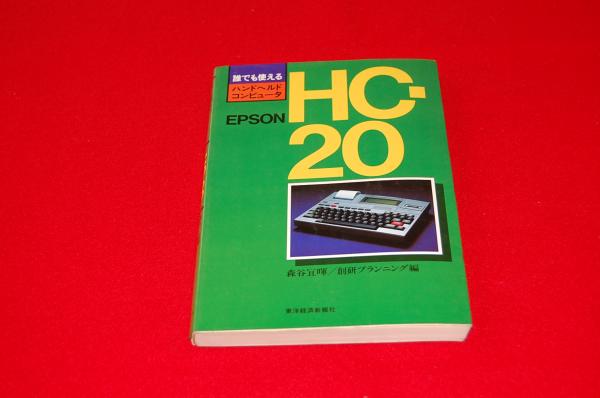 誰でも使える
ハンドヘルド
コンピュータ
EPSON
HC-
20
森谷宜暉/創研プランニング編
東洋経済新報社